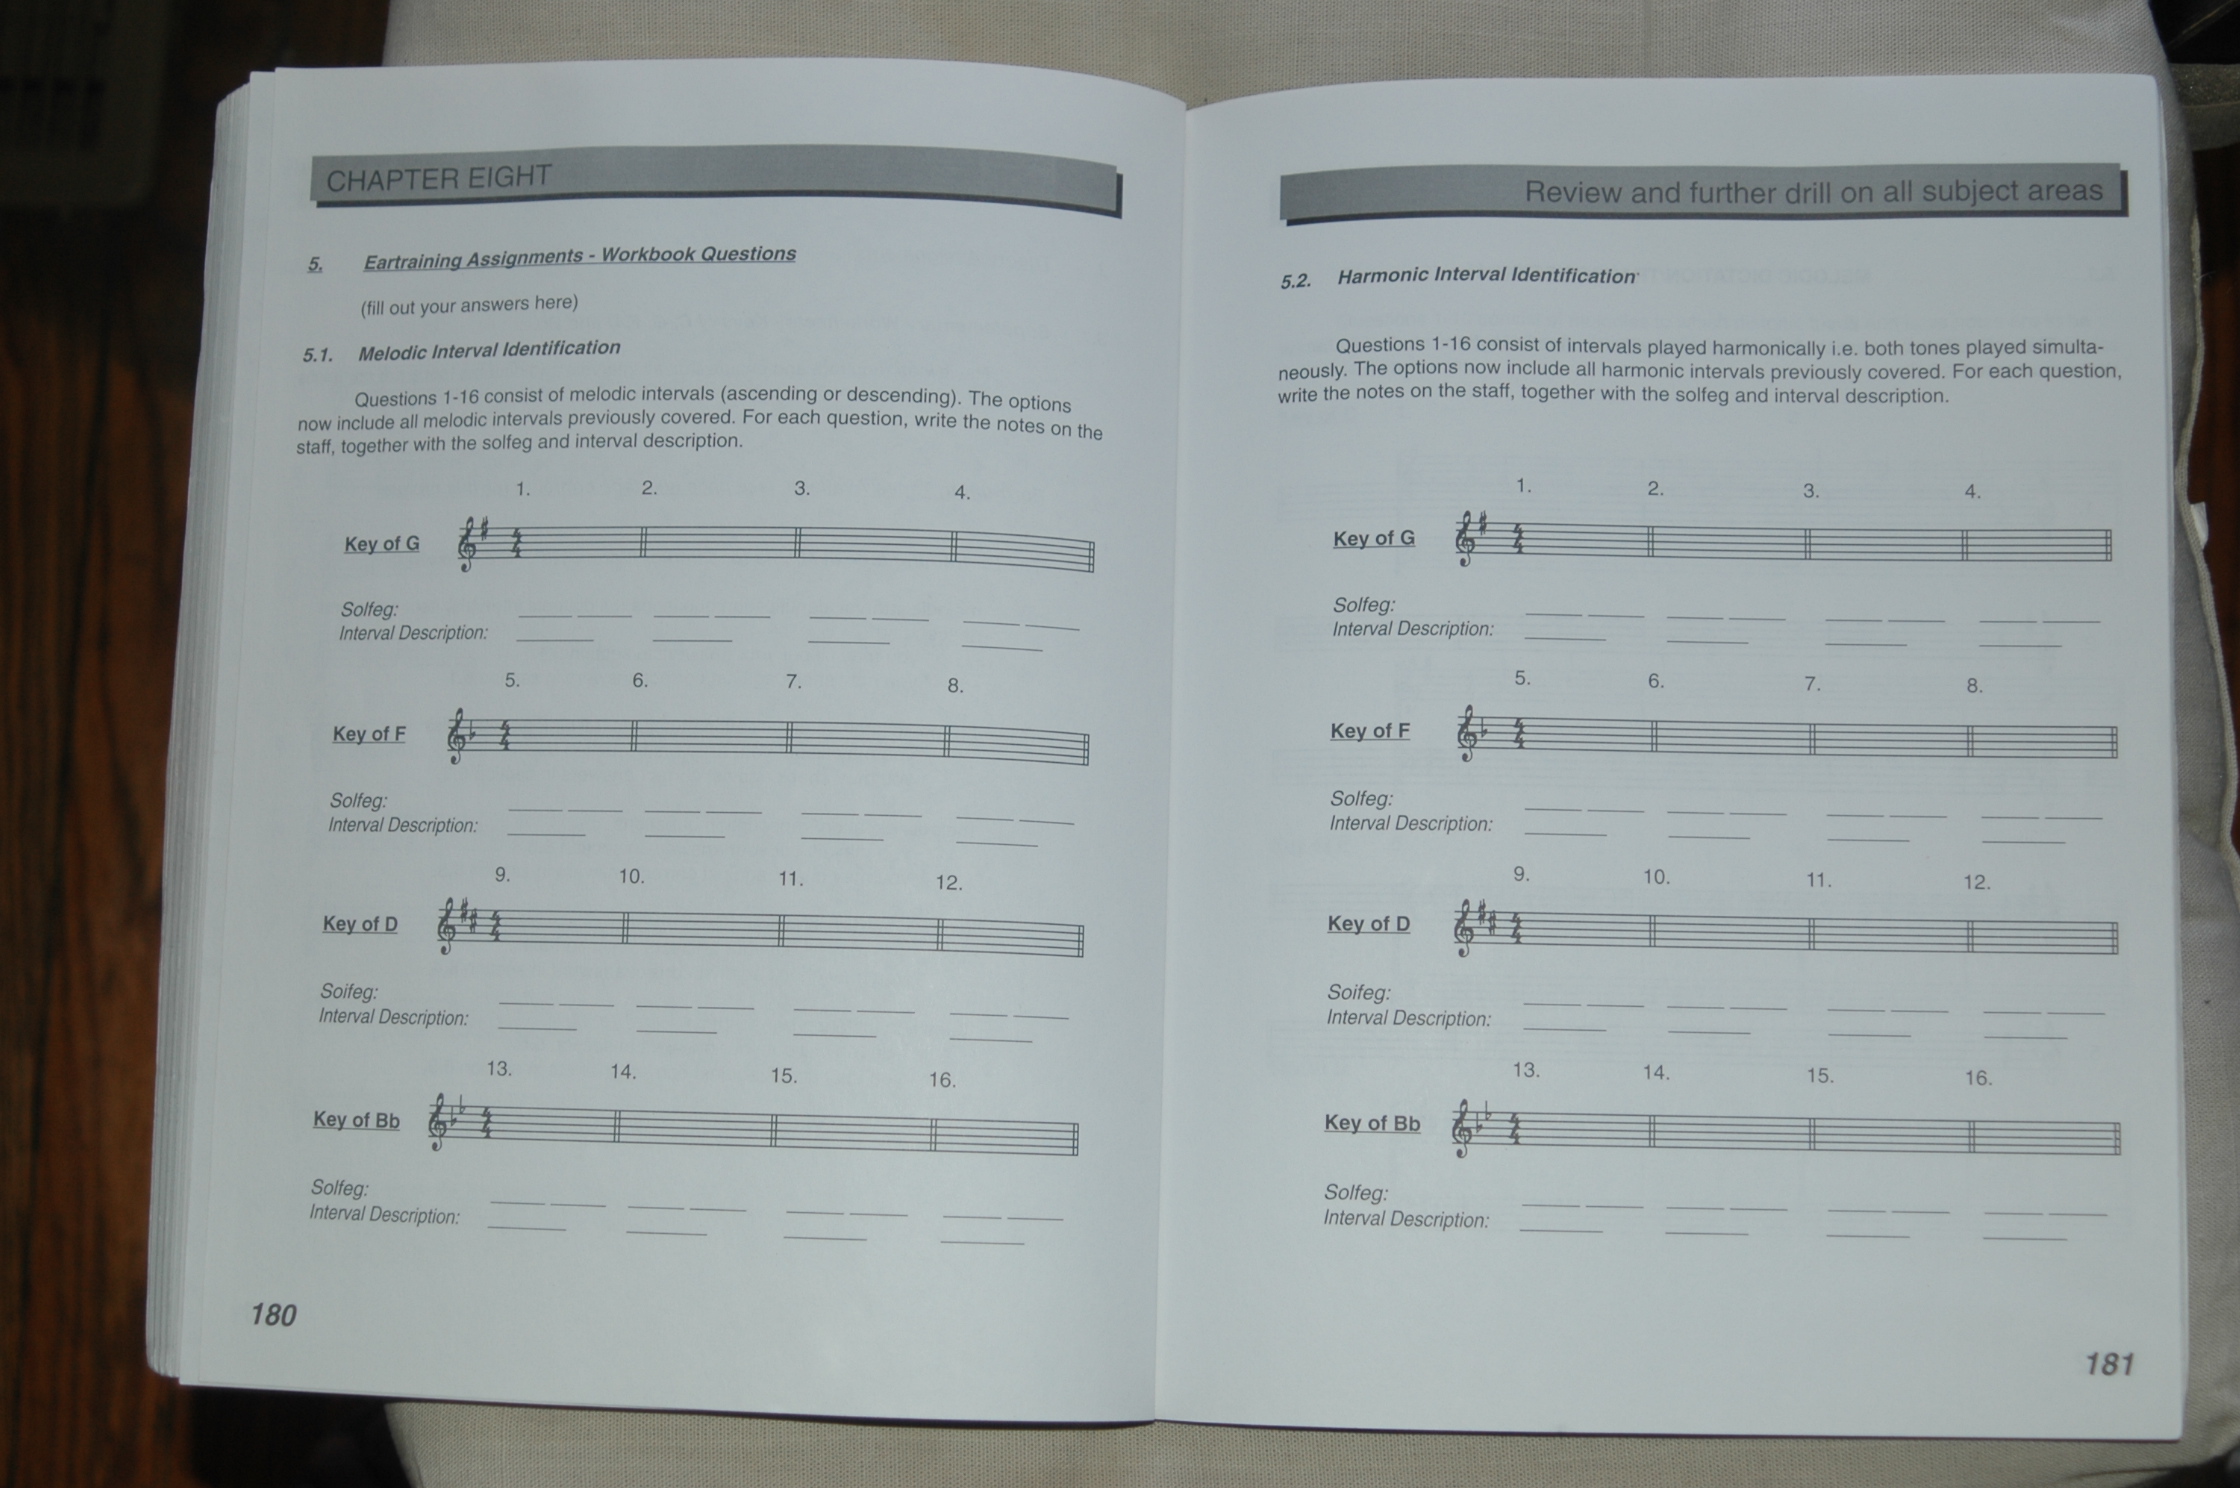 CHAPTER EIGHT
5. Eartraining Assignments - Workbook Questions
(fill out your answers here)
5.1. Melodic Interval Identification
Questions 1-16 consist of melodic intervals (ascending or descending). The options
now include all melodic intervals previously covered. For each question, write the notes on the
staff, together with the solfeg and interval description.
1. 2. 3. 4.
Key of G
Solfeg:
Interval Description:
5. 6. 7. 8.
Key of F
Solfeg:
Interval Description:
9. 10. 11. 12.
Key of D
Soifeg:
Interval Description:
13. 14. 15. 16.
Key of Bb
Solfeg:
Interval Description:
180
Review and further drill on all subject areas
5.2. Harmonic Interval Identification
Questions 1-16 consist of intervals played harmonically i.e. both tones played simulta-
neously. The options now include all harmonic intervals previously covered. For each question,
write the notes on the staff, together with the solfeg and interval description.
1. 2. 3. 4.
Key of G
Solfeg:
Interval Description:
5. 6. 7. 8.
Key of F
Solfeg:
Interval Description:
9. 10. 11. 12.
Key of D
Soifeg:
Interval Description:
13. 14. 15. 16.
Key of Bb
Solfeg:
Interval Description:
181